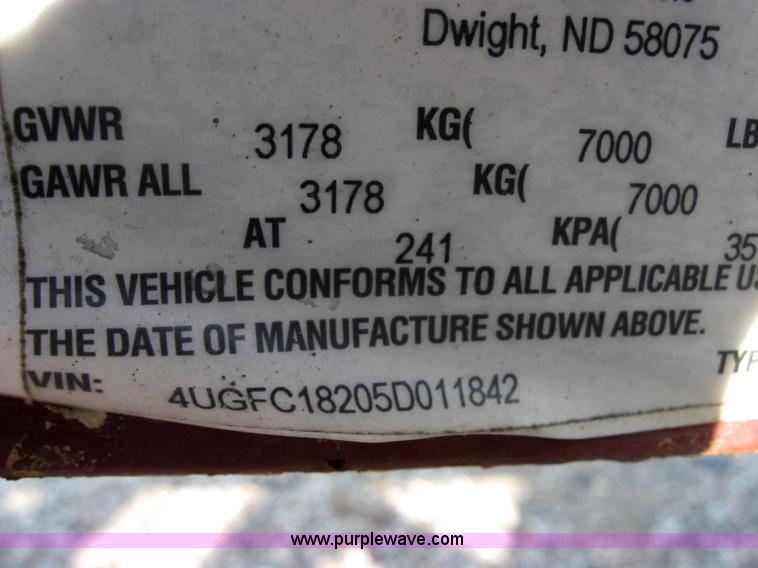 Dwight, ND 58075
GVWR 3178 KG( 7000 LB
GAWR ALL 3178 KG( 7000
AT 241 KPA( 35
THIS VEHICLE CONFORMS TO ALL APPLICABLE US
THE DATE OF MANUFACTURE SHOWN ABOVE.
VIN: 4UGFC18205D011842 TYP
www.purplewave.com